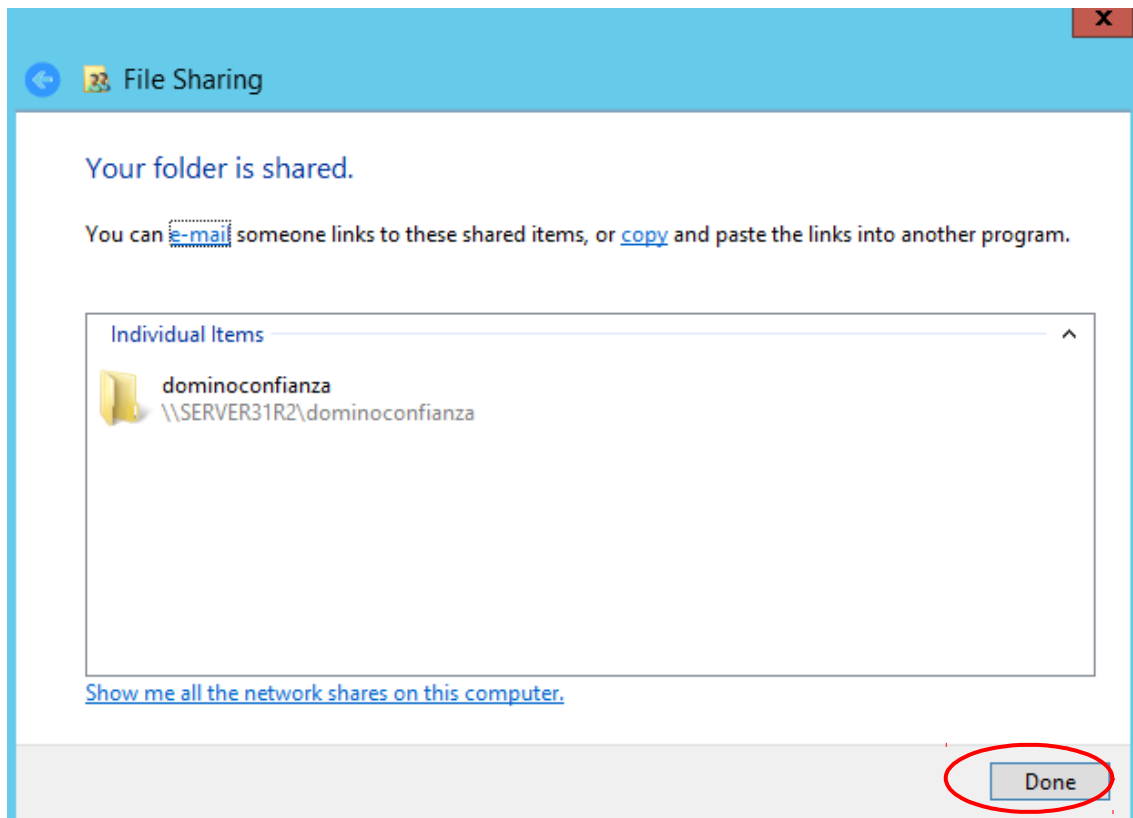 x
File Sharing
Your folder is shared.
You can e-mail someone links to these shared items, or copy and paste the links into another program.
Individual Items
dominoconfianza
\\SERVER31R2\dominoconfianza
Show me all the network shares on this computer.
Done